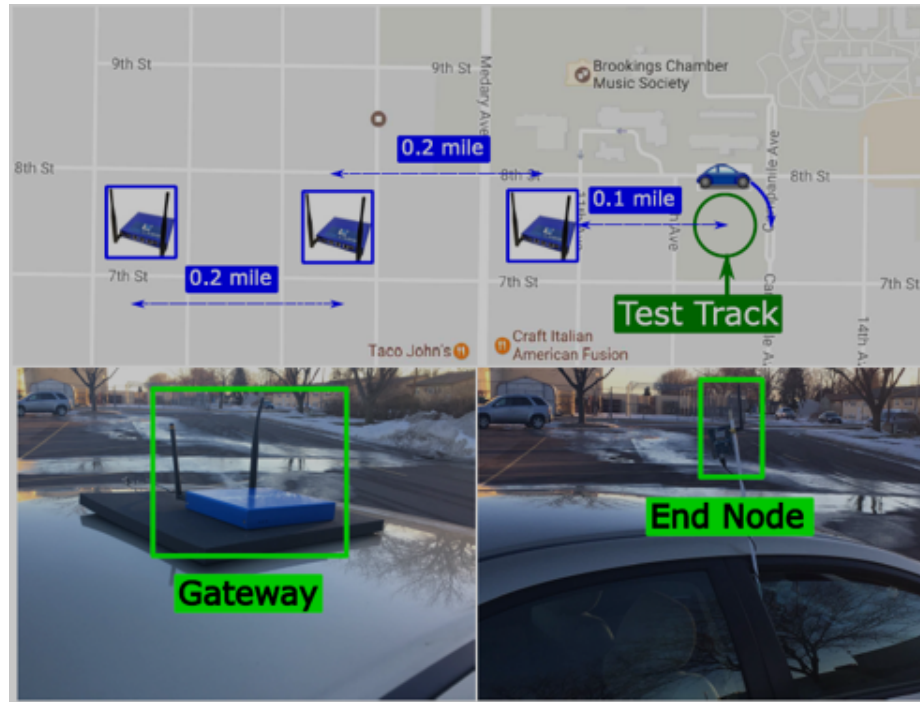 9th St
9th St
Medary Ave
Brookings Chamber
Music Society
0.2 mile
8th St
8th St
8th St
0.1 mile
11th Ave
Campanile Ave
7th St
0.2 mile
7th St
7th St
Test Track
14th Av
Taco John's
Craft Italian
American Fusion
Gateway
End Node